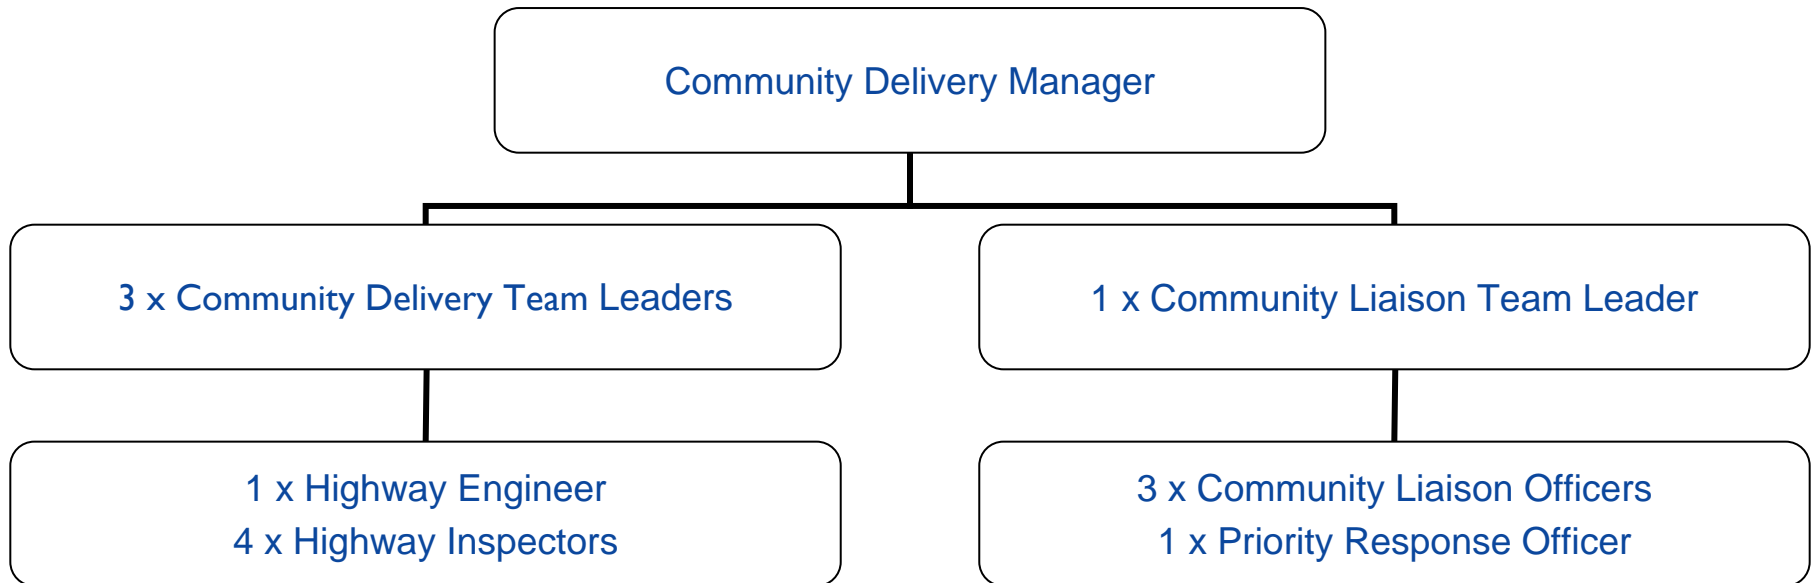 Community Delivery Manager
3 x Community Delivery Team Leaders
1 x Community Liaison Team Leader
1 x Highway Engineer
4 x Highway Inspectors
3 x Community Liaison Officers
1 x Priority Response Officer